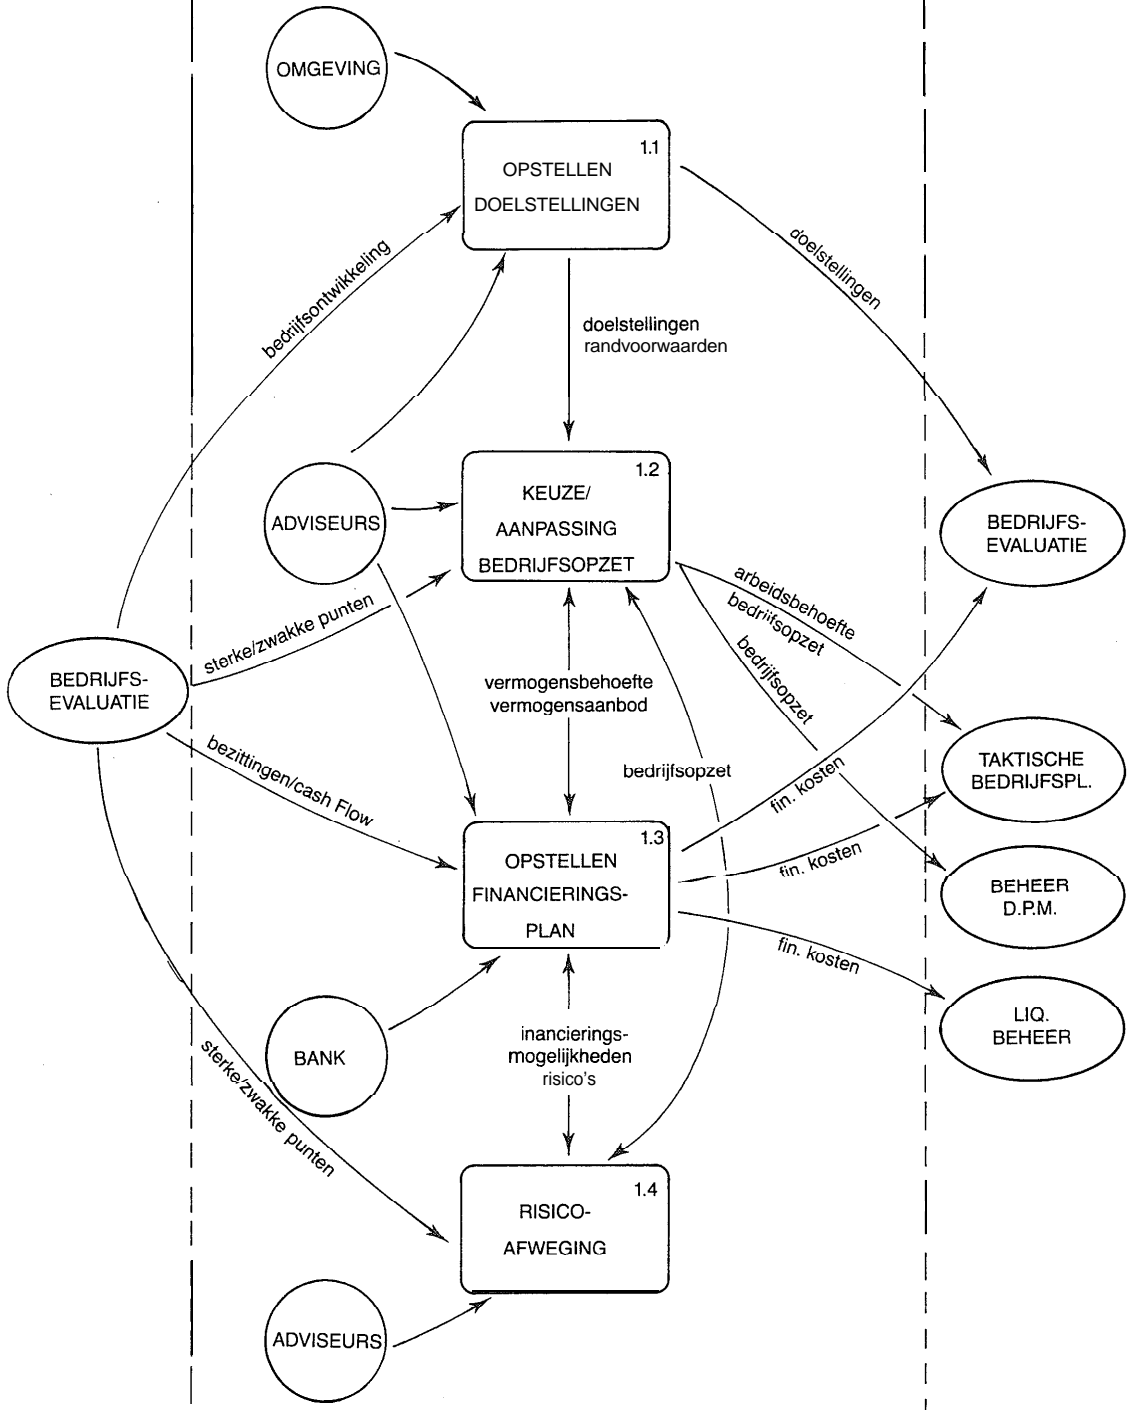 OMGEVING
1.1
OPSTELLEN
DOELSTELLINGEN
doelstellingen
bedrijfsontwikkeling
doelstellingen
randvoorwaarden
1.2
KEUZE/
AANPASSING
BEDRIJFSOPZET
ADVISEURS
BEDRIJFS-
EVALUATIE
arbeidsbehoefte
bedrijfsopzet
bedrijfsopzet
sterke/zwakke punten
BEDRIJFS-
EVALUATIE
vermogensbehoefte
vermogensaanbod
bezittingen/cash Flow
bedrijfsopzet
TAKTISCHE
BEDRIJFSPL.
fin. kosten
1.3
OPSTELLEN
FINANCIERINGS-
PLAN
fin. kosten
BEHEER
D.P.M.
fin. kosten
LIQ.
BEHEER
BANK
inancierings-
mogelijkheden
risico's
sterke/zwakke punten
1.4
RISICO-
AFWEGING
ADVISEURS